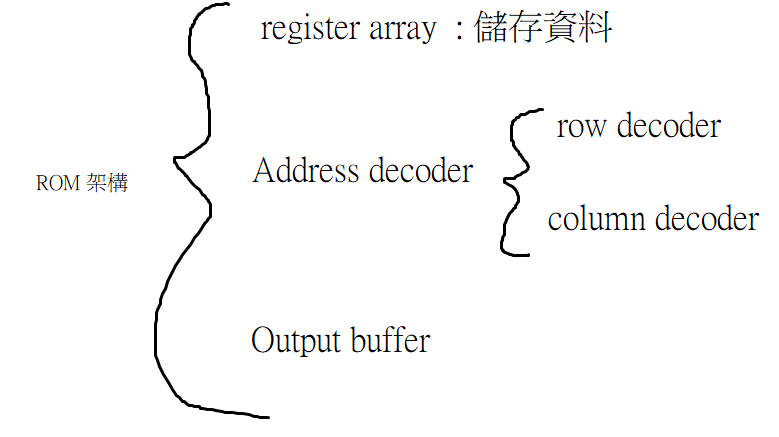 register array : 儲存資料
row decoder
Address decoder
ROM 架構
column decoder
Output buffer